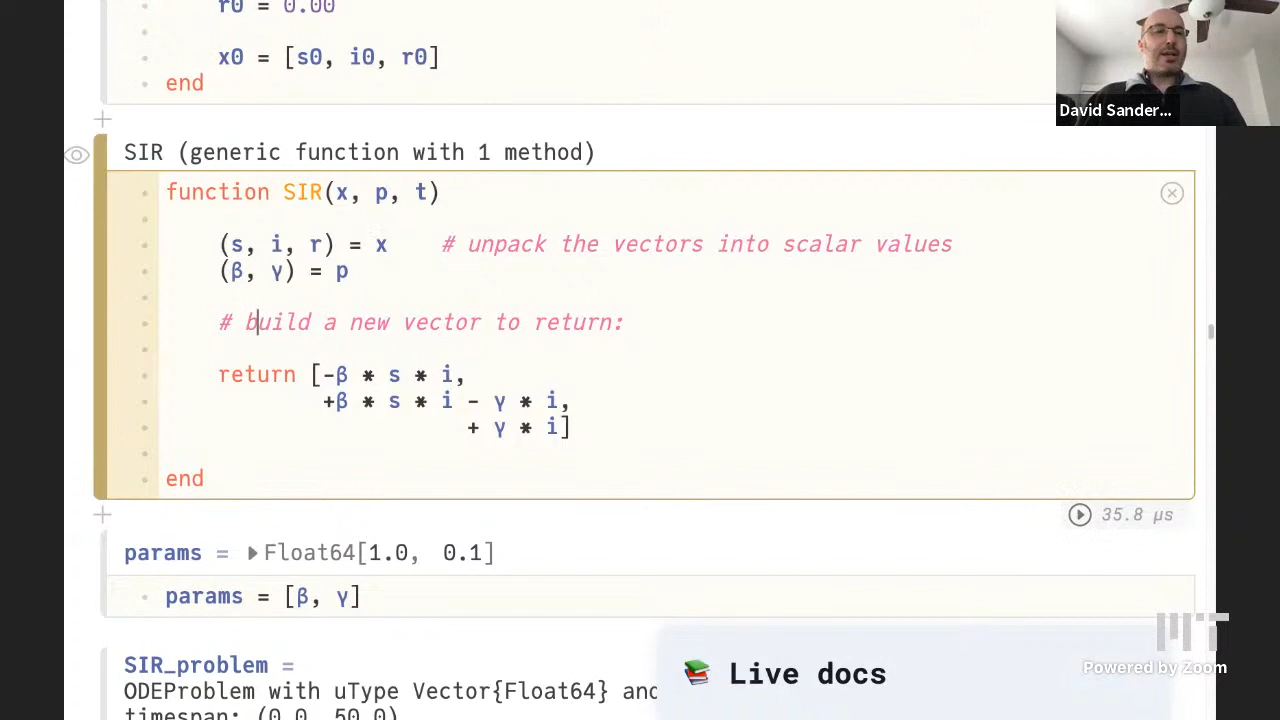 r0 = 0.00
x0 = [s0, i0, r0]
end
David Sander...
SIR (generic function with 1 method)
function SIR(x, p, t)
(s, i, r) = x # unpack the vectors into scalar values
(β, γ) = p
# build a new vector to return:
return [-β * s * i,
+β * s * i - γ * i,
+ γ * i]
end
35.8 μs
params = Float64[1.0, 0.1]
params = [β, γ]
SIR_problem =
ODEProblem with uType Vector{Float64} and
timespan: (0.0, 50.0)
Live docs
MIT
Powered by Zoom